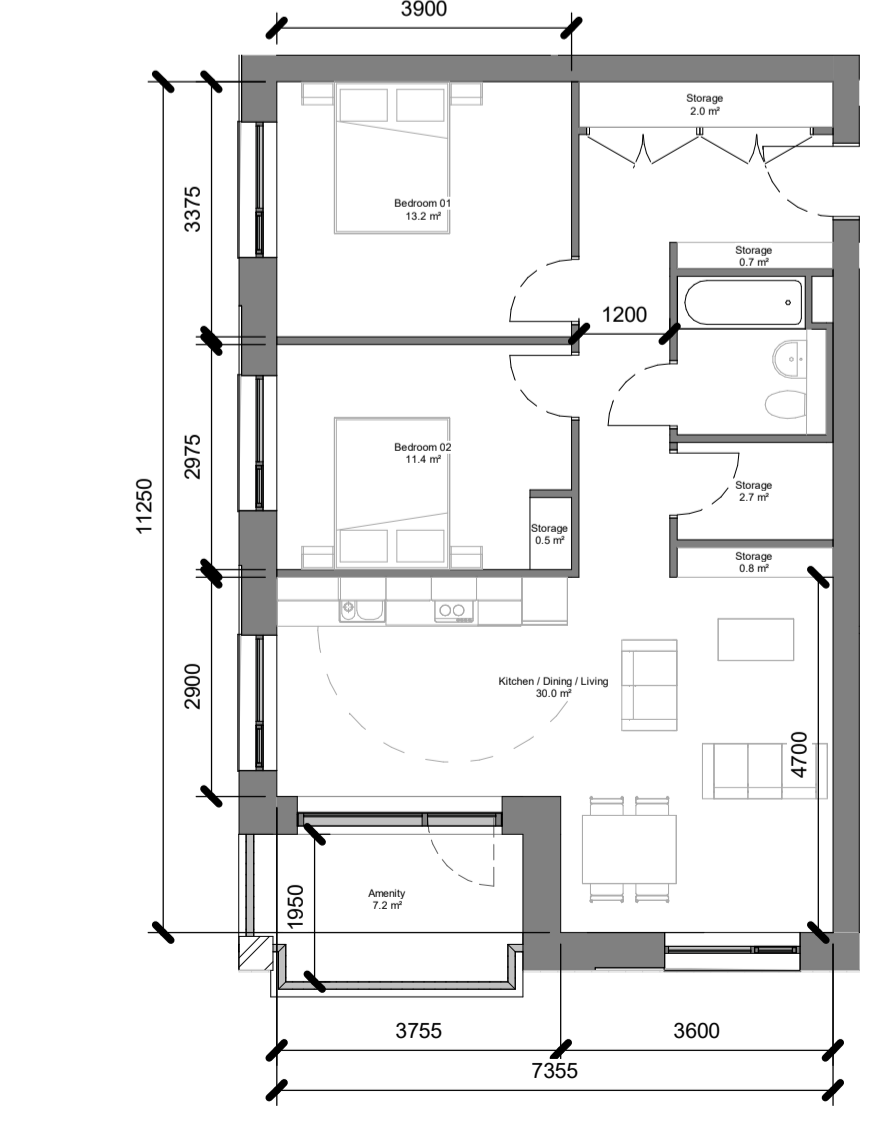 3900
Storage
2.0 m²
3375
Bedroom 01
13.2 m²
Storage
0.7 m²
1200
11250
2975
Bedroom 02
11.4 m²
Storage
2.7 m²
Storage
0.5 m²
Storage
0.8 m²
2900
Kitchen / Dining / Living
30.0 m²
4700
1950
Amenity
7.2 m²
3755
3600
7355